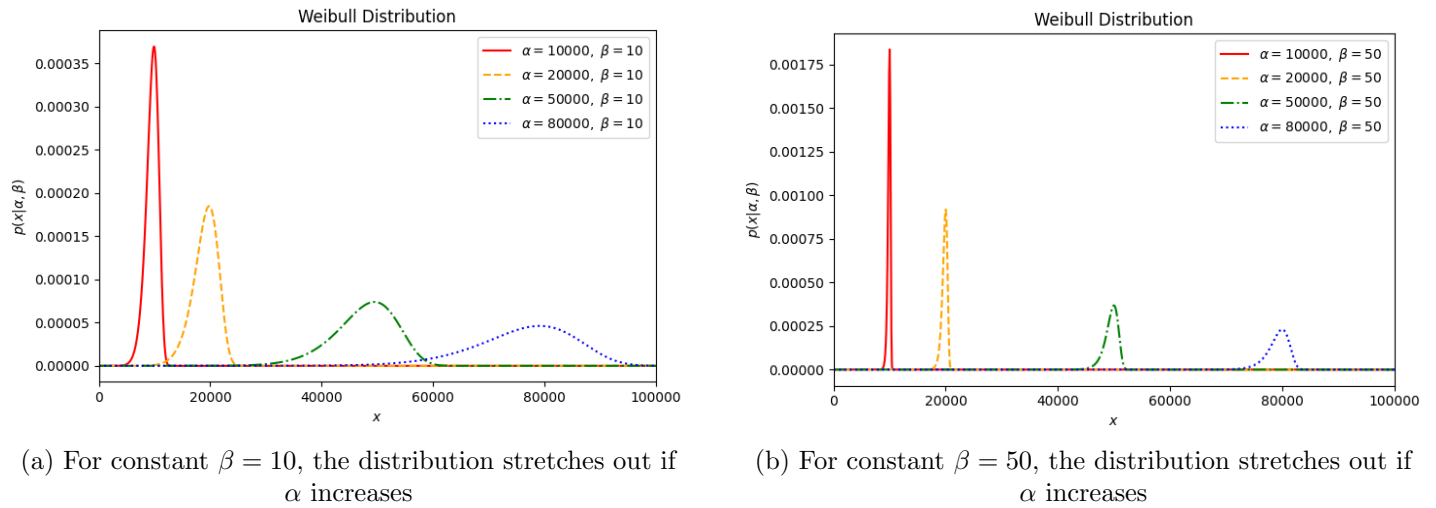 Weibull Distribution
p(x|α, β)
0.00035
0.00030
0.00025
0.00020
0.00015
0.00010
0.00005
0.00000
α = 10000, β = 10
α = 20000, β = 10
α = 50000, β = 10
α = 80000, β = 10
0 20000 40000 60000 80000 100000
x
(a) For constant β = 10, the distribution stretches out if
α increases
Weibull Distribution
p(x|α, β)
0.00175
0.00150
0.00125
0.00100
0.00075
0.00050
0.00025
0.00000
α = 10000, β = 50
α = 20000, β = 50
α = 50000, β = 50
α = 80000, β = 50
0 20000 40000 60000 80000 100000
x
(b) For constant β = 50, the distribution stretches out if
α increases